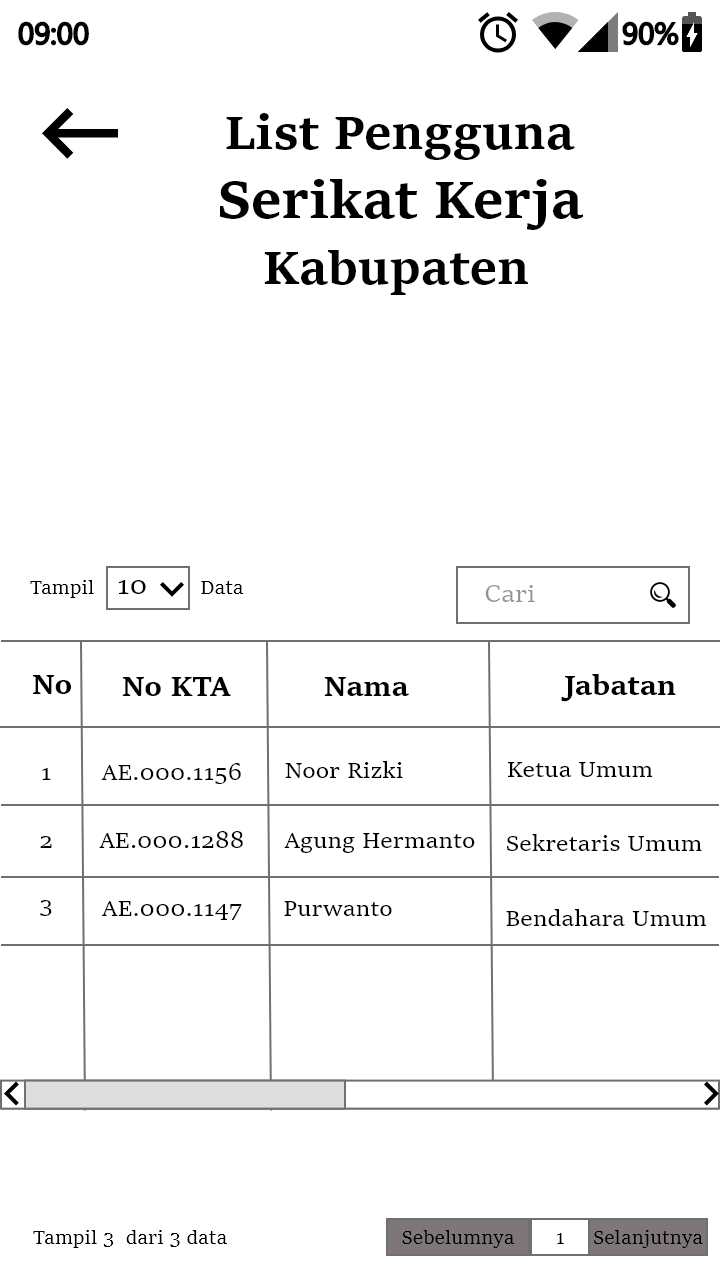 09:00 90%
List Pengguna
Serikat Kerja
Kabupaten
Tampil 10 Data Cari
No No KTA Nama Jabatan
1 AE.000.1156 Noor Rizki Ketua Umum
2 AE.000.1288 Agung Hermanto Sekretaris Umum
3 AE.000.1147 Purwanto Bendahara Umum
Tampil 3 dari 3 data Sebelumnya 1 Selanjutnya